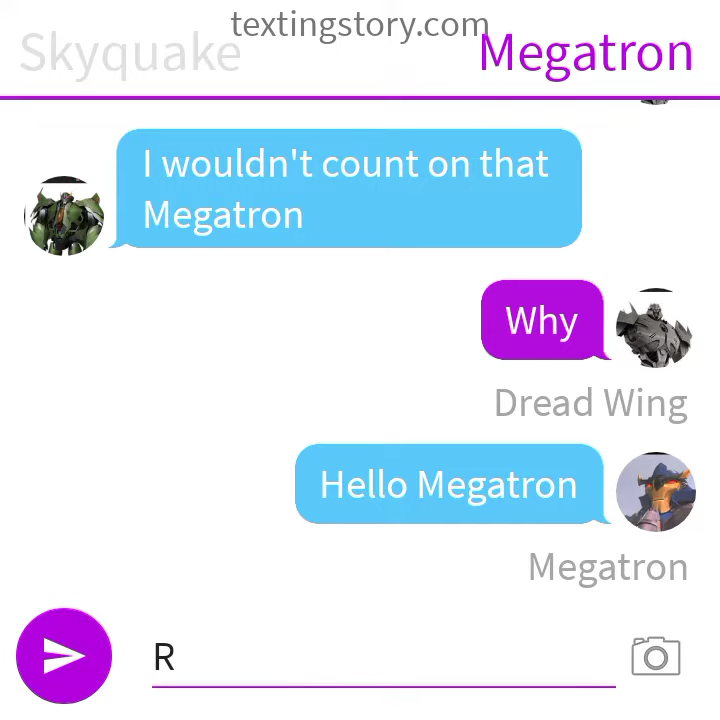 textingstory.com
Skyquake
Megatron
I wouldn't count on that
Megatron
Why
Dread Wing
Hello Megatron
Megatron
R